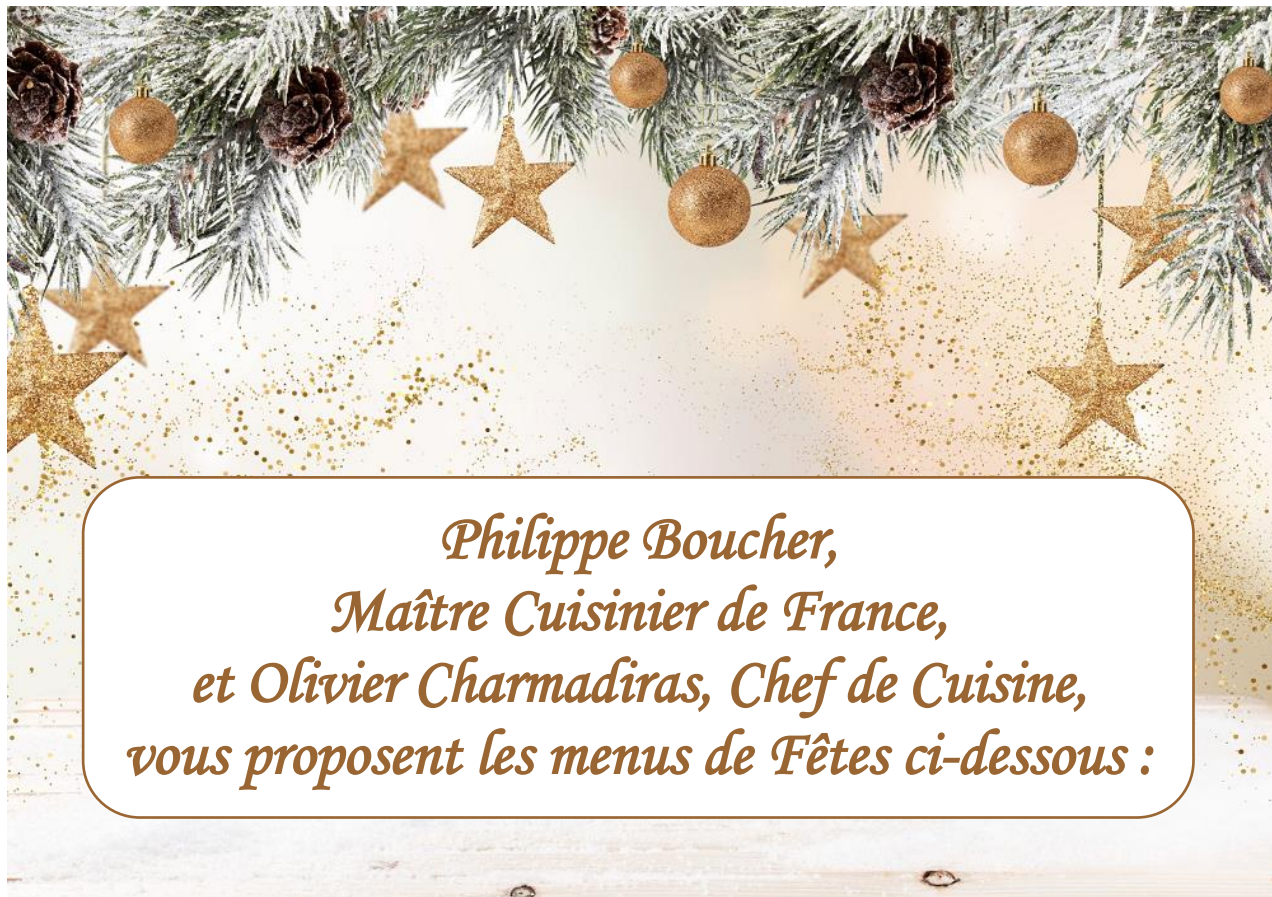 Philippe Boucher,
Maître Cuisinier de France,
et Olivier Charmadiras, Chef de Cuisine,
vous proposent les menus de Fêtes ci-dessous :